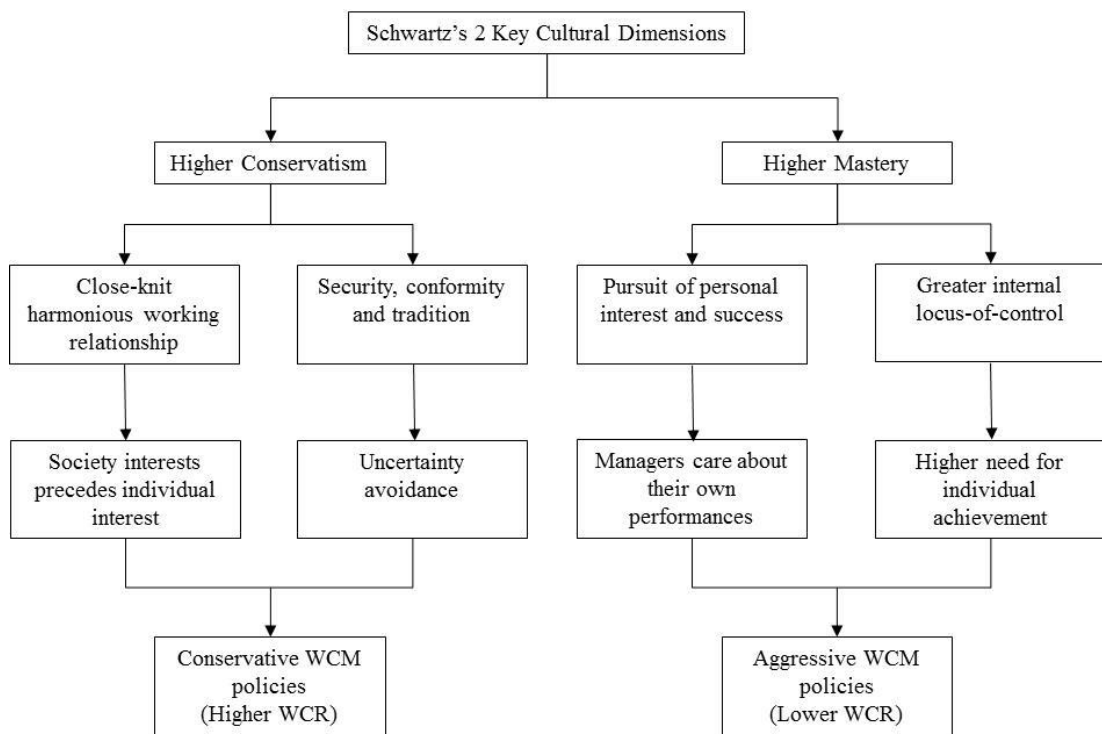 Schwartz's 2 Key Cultural Dimensions
Higher Conservatism
Higher Mastery
Close-knit
harmonious working
relationship
Security, conformity
and tradition
Pursuit of personal
interest and success
Greater internal
locus-of-control
Society interests
precedes individual
interest
Uncertainty
avoidance
Managers care about
their own
performances
Higher need for
individual
achievement
Conservative WCM
policies
(Higher WCR)
Aggressive WCM
policies
(Lower WCR)